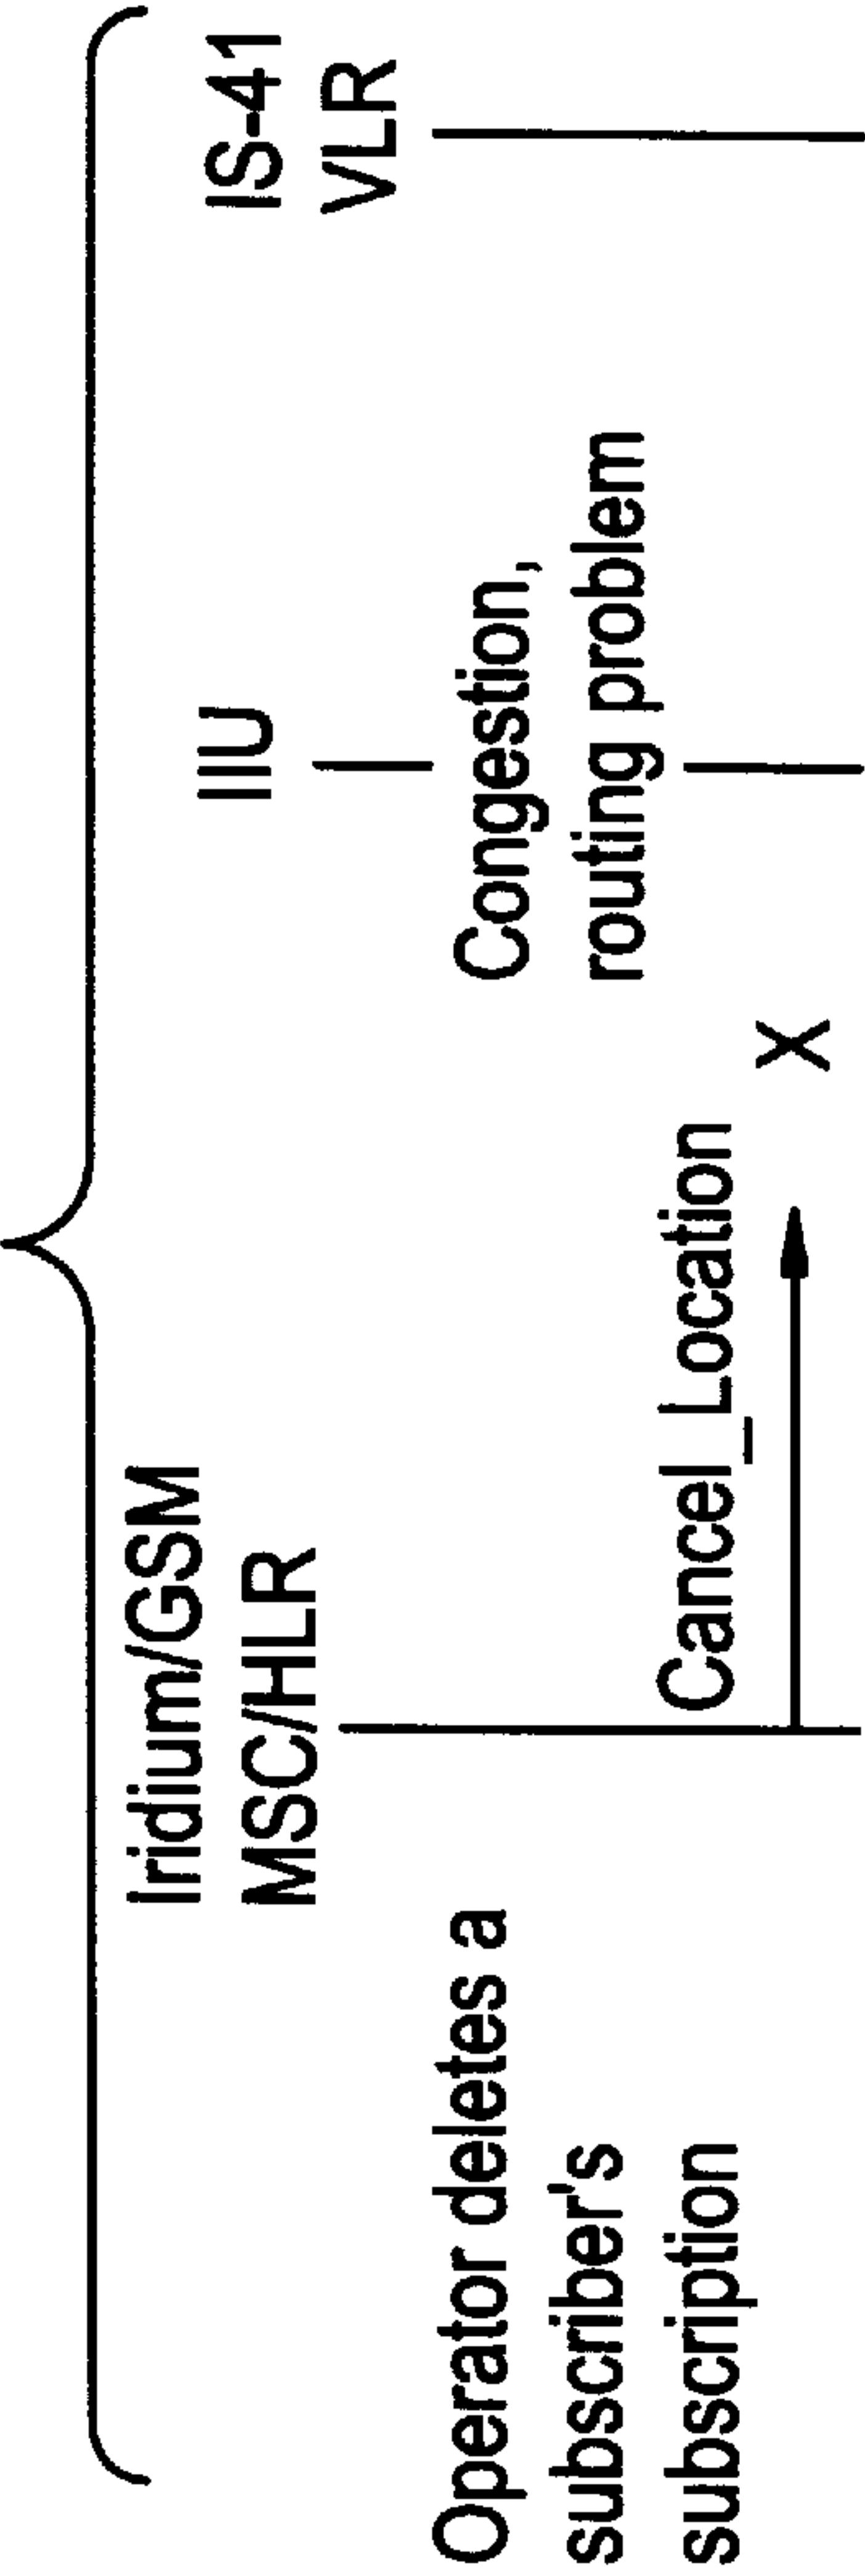 Iridium/GSM
MSC/HLR
IIU
IS-41
VLR
Operator deletes a
subscriber's
subscription
Congestion,
routing problem
Cancel_Location
X